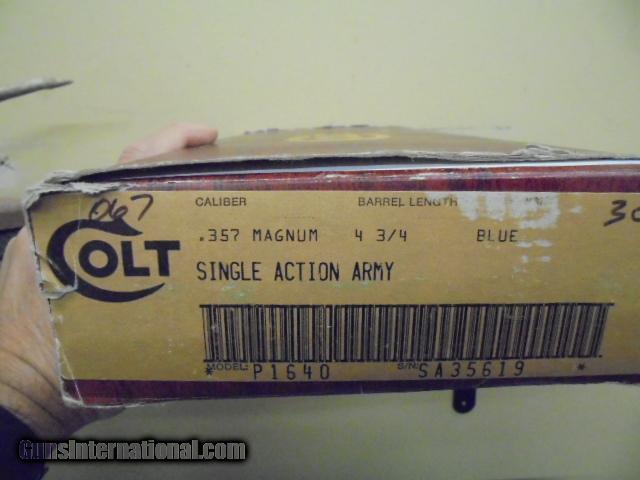 067
CALIBER BARREL LENGTH
COLT .357 MAGNUM 4 3/4 BLUE
SINGLE ACTION ARMY
MODEL: S/N:
* P1640 SA35619 *
GunsInternational.com